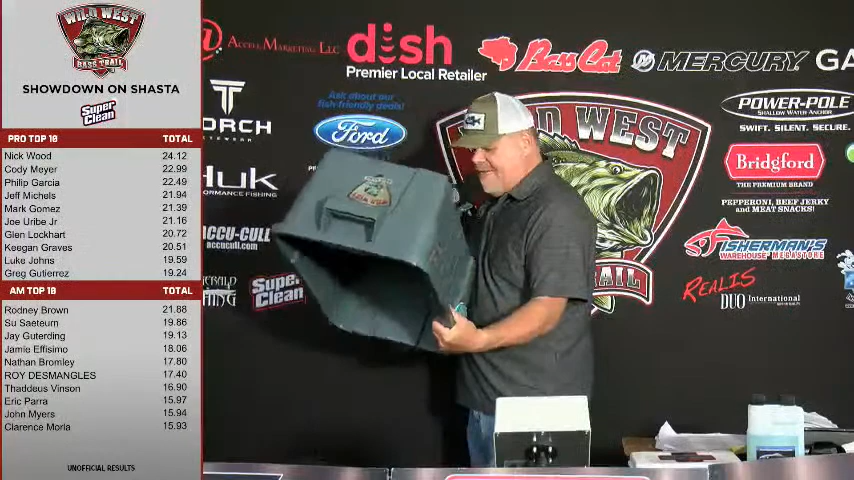 WILD WEST
BASS TRAIL
SHOWDOWN ON SHASTA
Super
Clean
PRO TOP 10 TOTAL
Nick Wood 24.12
Cody Meyer 22.99
Philip Garcia 22.49
Jeff Michels 21.94
Mark Gomez 21.39
Joe Uribe Jr 21.16
Glen Lockhart 20.72
Keegan Graves 20.51
Luke Johns 19.59
Greg Gutierrez 19.24
AM TOP 10 TOTAL
Rodney Brown 21.88
Su Saeteurn 19.86
Jay Guterding 19.13
Jamie Effisimo 18.06
Nathan Bromley 17.80
ROY DESMANGLES 17.40
Thaddeus Vinson 16.90
Eric Parra 15.97
John Myers 15.94
Clarence Morla 15.93
UNOFFICIAL RESULTS
Accell Marketing LLC
dish
Premier Local Retailer
Bass Cat
MERCURY
GA
Ask about our
fish-friendly deals!
Ford
TORCH
EYEWEAR
HUK
PERFORMANCE FISHING
ACCU-CULL
accucull.com
Super
Clean
WILD WEST
TRAIL
POWER-POLE
SHALLOW WATER ANCHOR
SWIFT. SILENT. SECURE.
Bridgford
THE PREMIUM BRAND
PEPPERONI, BEEF JERKY
and MEAT SNACKS!
FISHERMAN'S
WAREHOUSE MEGASTORE
REALIS
DUO International